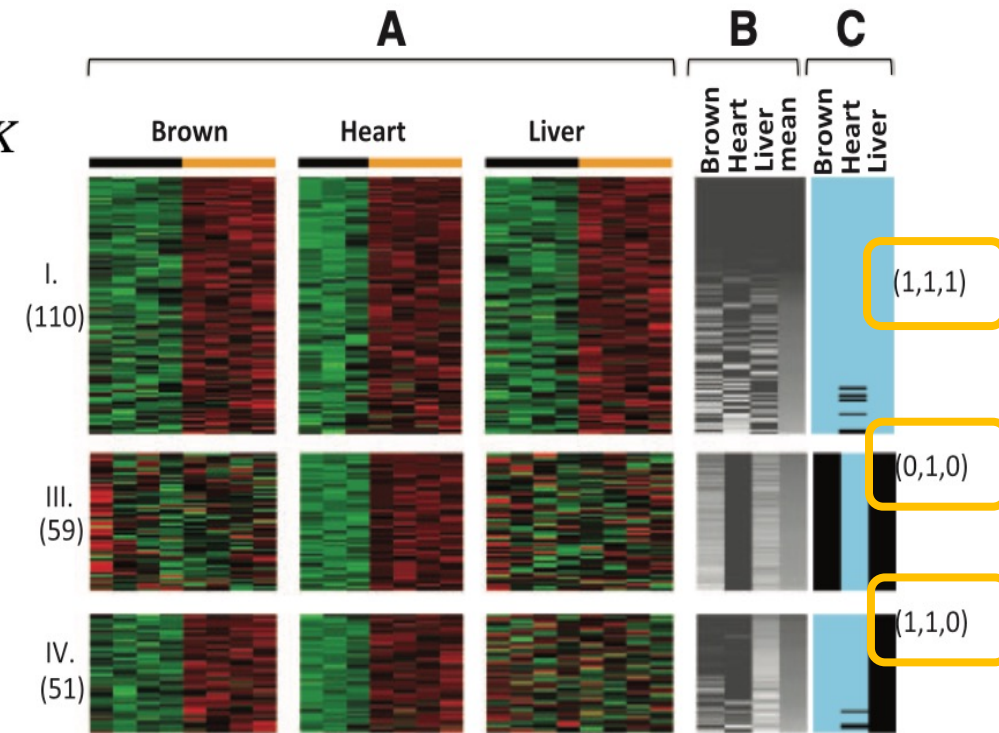 A
B
C
K
Brown
Heart
Liver
Brown
Heart
Liver
mean
Brown
Heart
Liver
I.
(110)
(1,1,1)
III.
(59)
(0,1,0)
IV.
(51)
(1,1,0)